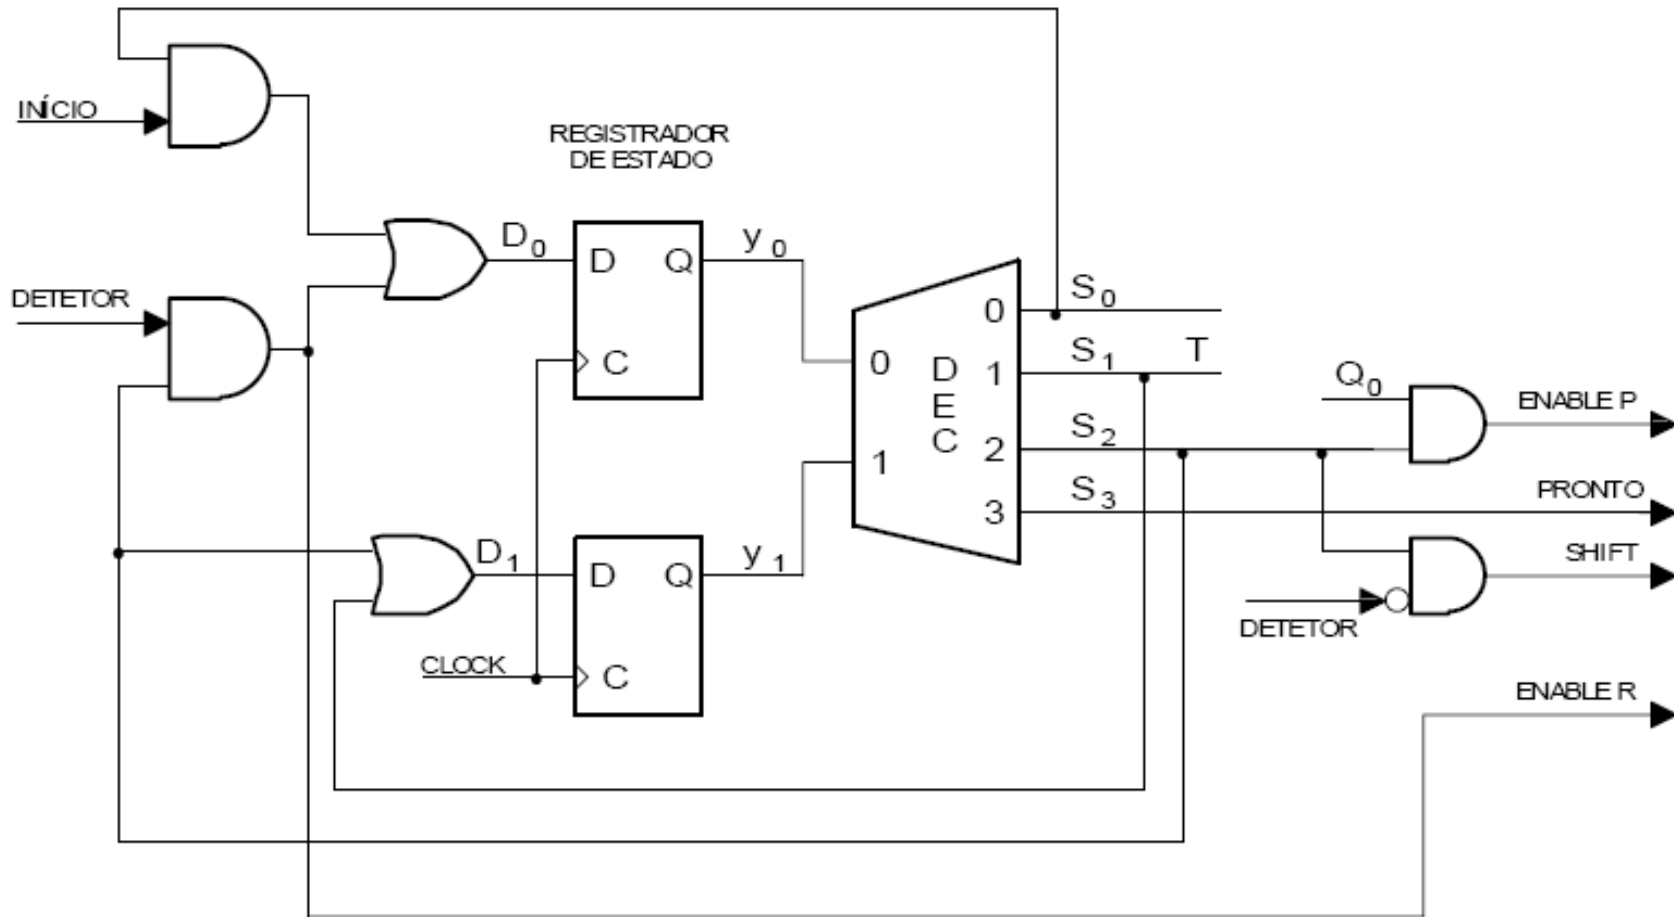 INÍCIO
REGISTRADOR
DE ESTADO
D0
D Q
y0
DETETOR
C
0
1
D
E
C
0
1
2
3
S0
S1
T
S2
S3
Q0
ENABLE P
PRONTO
SHIFT
DETETOR
D1
D Q
y1
CLOCK
C
ENABLE R